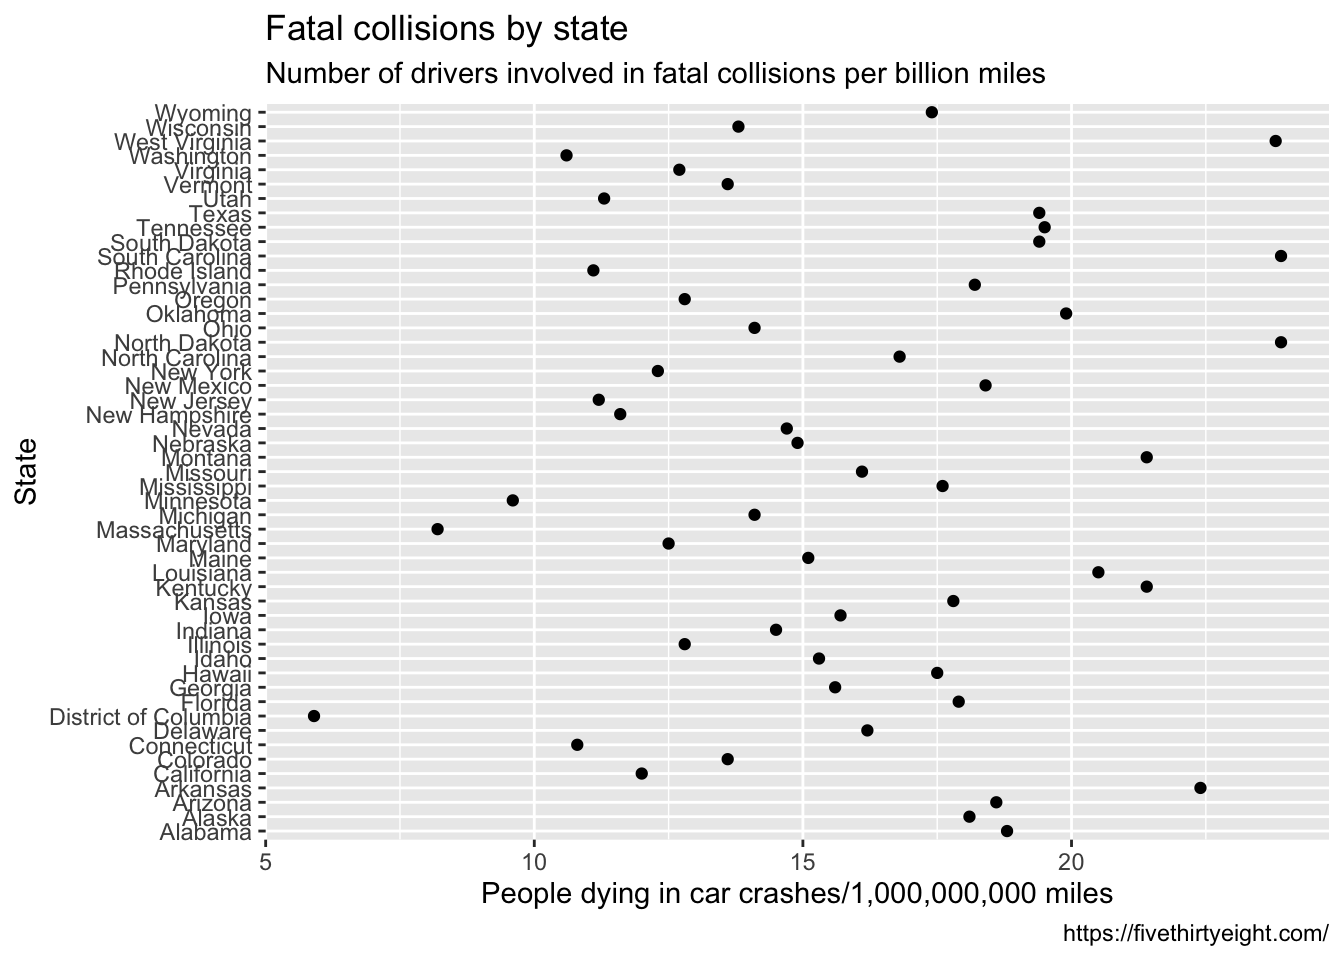 Fatal collisions by state
Number of drivers involved in fatal collisions per billion miles
State
Wyoming
Wisconsin
West Virginia
Washington
Virginia
Vermont
Utah
Texas
Tennessee
South Dakota
South Carolina
Rhode Island
Pennsylvania
Oregon
Oklahoma
Ohio
North Dakota
North Carolina
New York
New Mexico
New Jersey
New Hampshire
Nevada
Nebraska
Montana
Missouri
Mississippi
Minnesota
Michigan
Massachusetts
Maryland
Maine
Louisiana
Kentucky
Kansas
Iowa
Indiana
Illinois
Idaho
Hawaii
Georgia
Florida
District of Columbia
Delaware
Connecticut
Colorado
California
Arkansas
Arizona
Alaska
Alabama
5 10 15 20
People dying in car crashes/1,000,000,000 miles
https://fivethirtyeight.com/